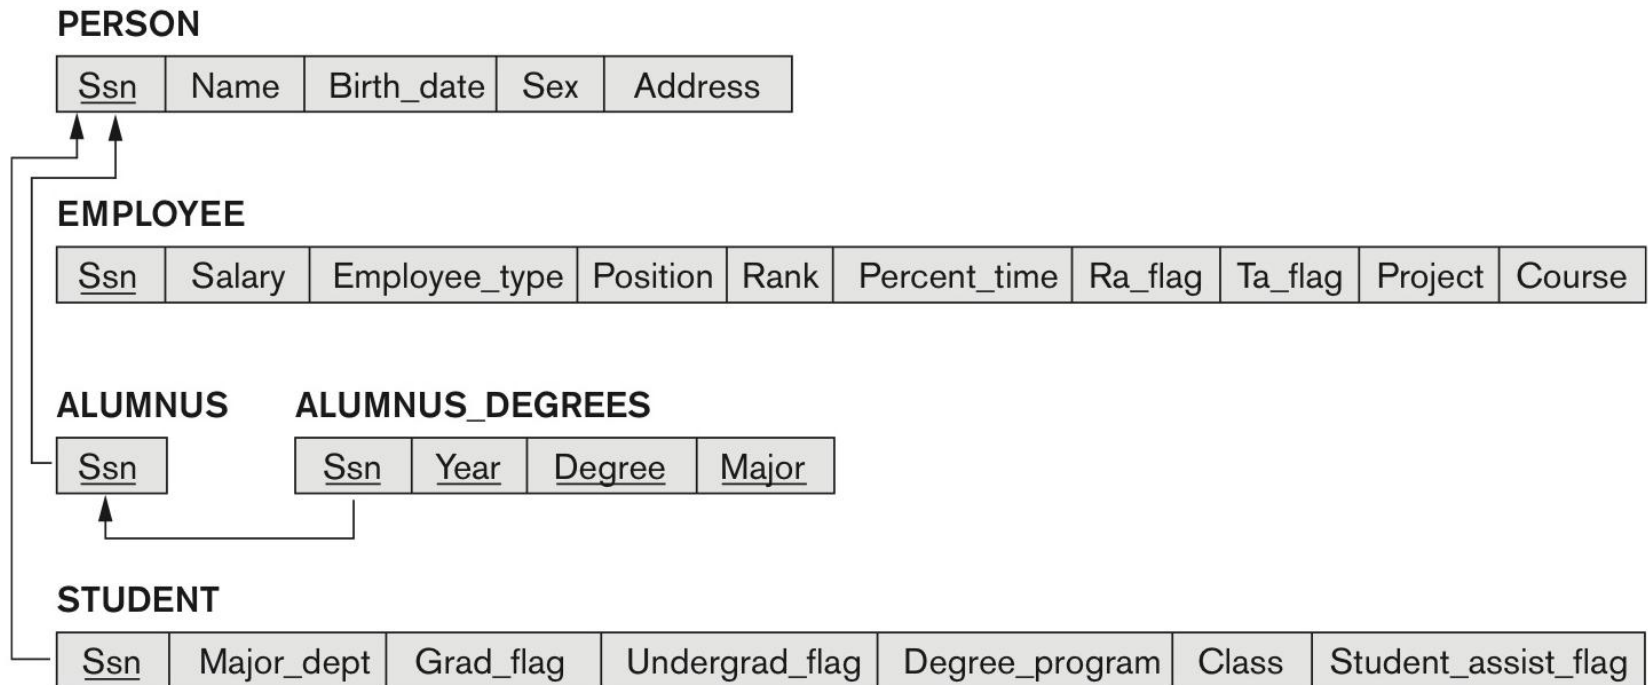 PERSON
Ssn Name Birth_date Sex Address
EMPLOYEE
Ssn Salary Employee_type Position Rank Percent_time Ra_flag Ta_flag Project Course
ALUMNUS ALUMNUS_DEGREES
Ssn Ssn Year Degree Major
STUDENT
Ssn Major_dept Grad_flag Undergrad_flag Degree_program Class Student_assist_flag